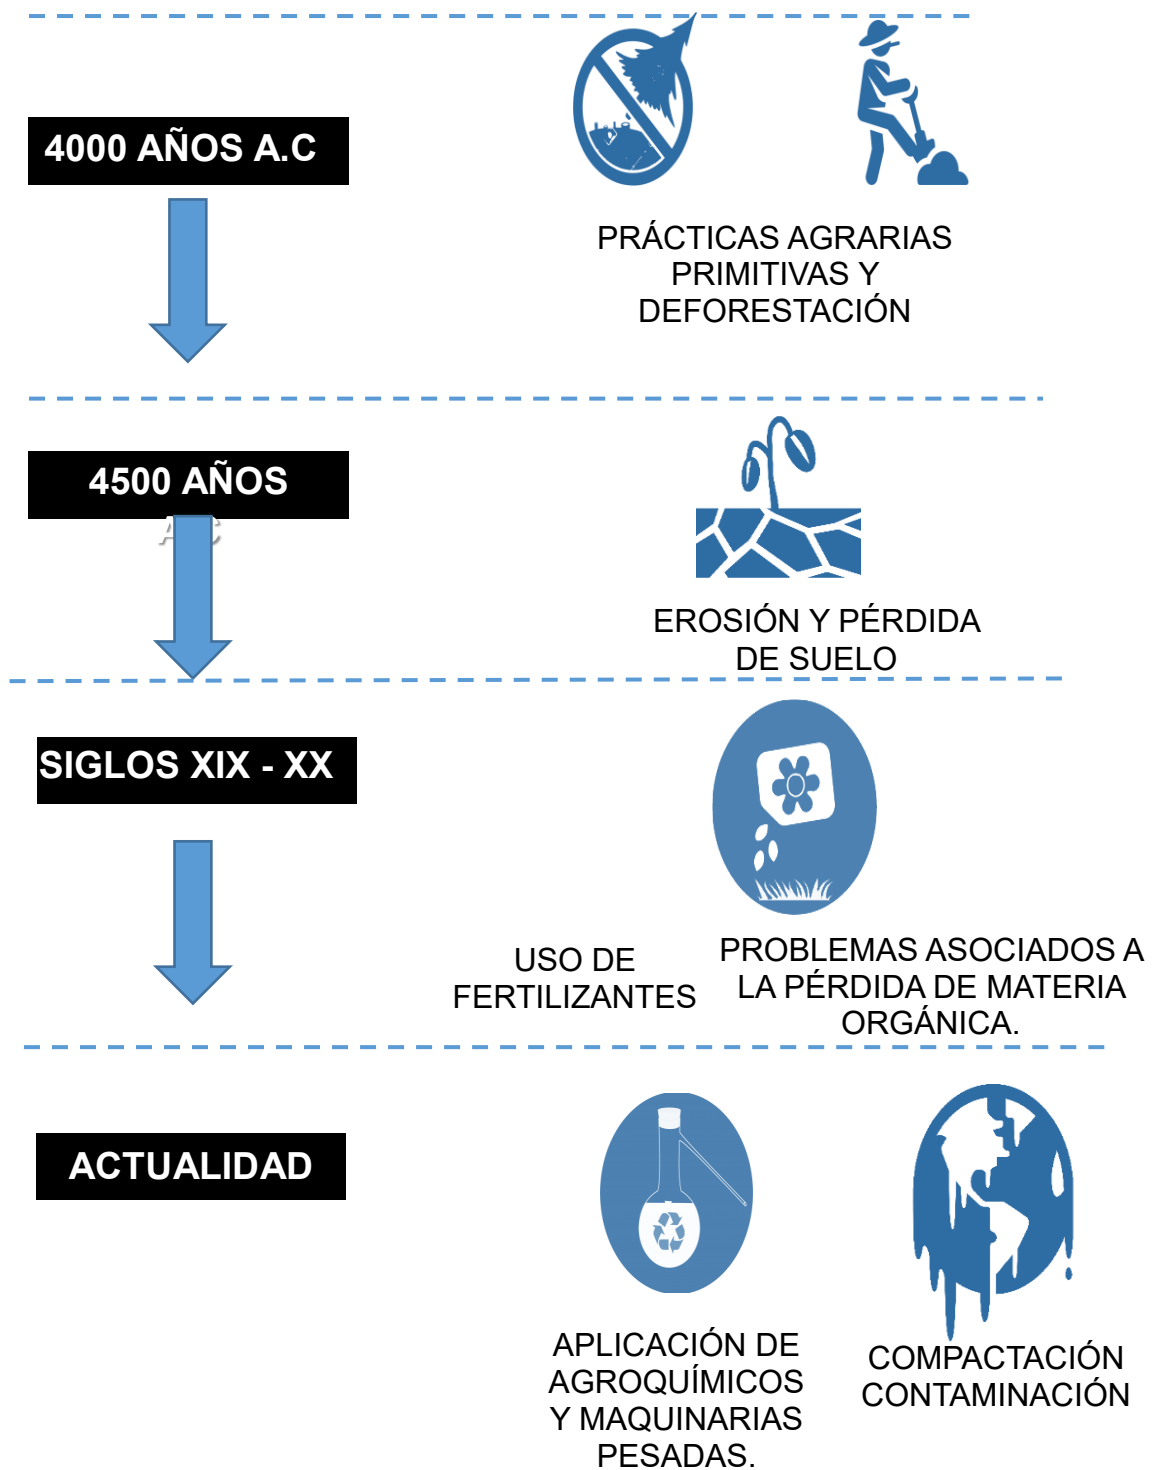 4000 AÑOS A.C
PRÁCTICAS AGRARIAS
PRIMITIVAS Y
DEFORESTACIÓN
4500 AÑOS
EROSIÓN Y PÉRDIDA
DE SUELO
SIGLOS XIX - XX
USO DE
FERTILIZANTES
PROBLEMAS ASOCIADOS A
LA PÉRDIDA DE MATERIA
ORGÁNICA.
ACTUALIDAD
APLICACIÓN DE
AGROQUÍMICOS
Y MAQUINARIAS
PESADAS.
COMPACTACIÓN
CONTAMINACIÓN